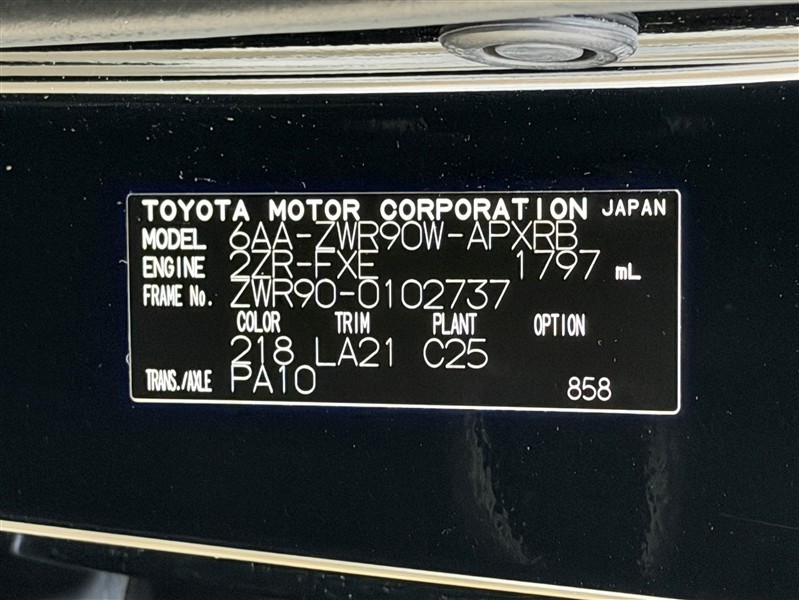 TOYOTA MOTOR CORPORATION JAPAN
MODEL 6AA-ZWR90W-APXRB
ENGINE 2ZR-FXE 1797 mL
FRAME No. ZWR90-0102737
COLOR TRIM PLANT OPTION
218 LA21 C25
TRANS./AXLE PA10 858